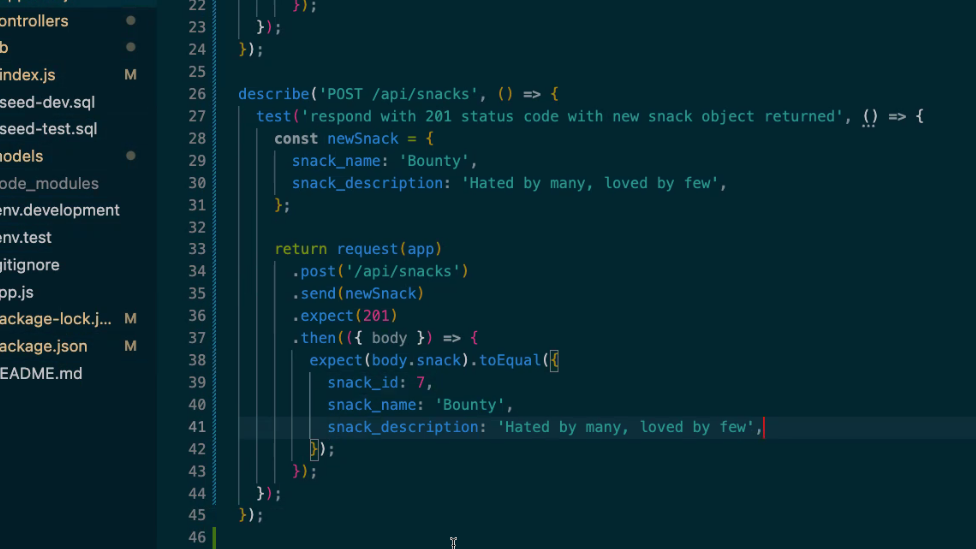 ontrollers
b
index.js M
seed-dev.sql
seed-test.sql
nodels
ode_modules
env.development
env.test
gitignore
pp.js
ackage-lock.j... M
ackage.json M
EADME.md
22 });
23 });
24 });
25
26 describe('POST /api/snacks', () => {
27 test('respond with 201 status code with new snack object returned', () => {
28 const newSnack = {
29 snack_name: 'Bounty',
30 snack_description: 'Hated by many, loved by few',
31 };
32
33 return request(app)
34 .post('/api/snacks')
35 .send(newSnack)
36 .expect(201)
37 .then(({ body }) => {
38 expect(body.snack).toEqual({
39 snack_id: 7,
40 snack_name: 'Bounty',
41 snack_description: 'Hated by many, loved by few',
42 });
43 });
44 });
45 });
46